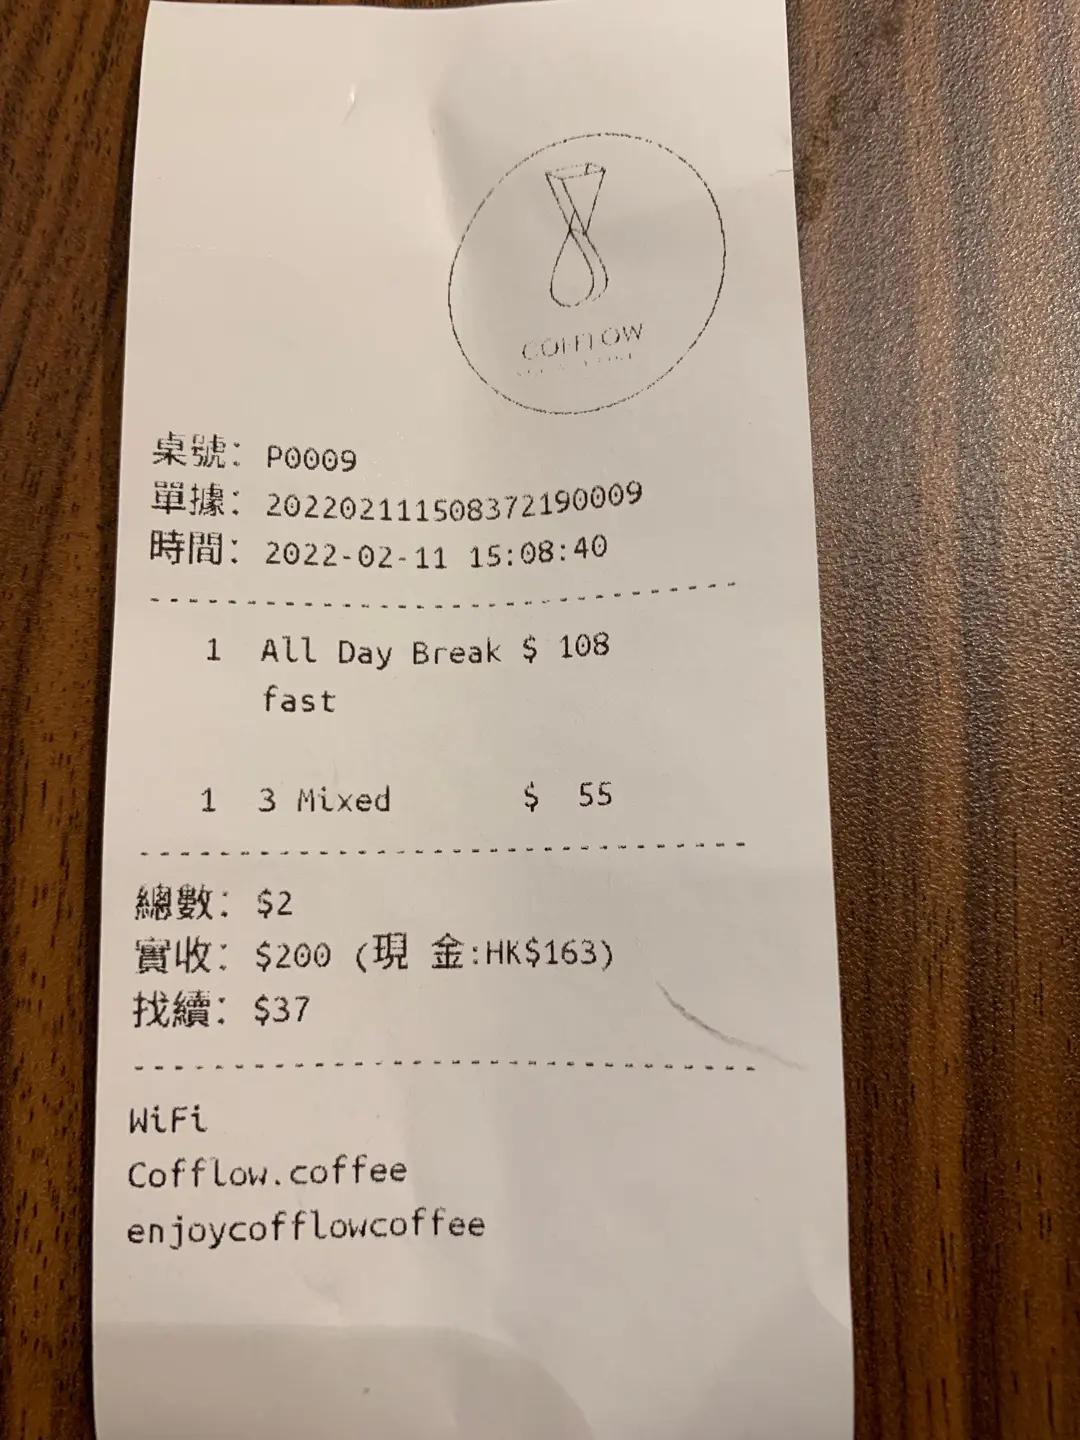 COFFLOW
桌號: P0009
單據: 202202111508372190009
時間: 2022-02-11 15:08:40
1 All Day Break $ 108
fast
1 3 Mixed $ 55
總數: $2
實收: $200 (現 金:HK$163)
找續: $37
WiFi
Cofflow.coffee
enjoycofflowcoffee